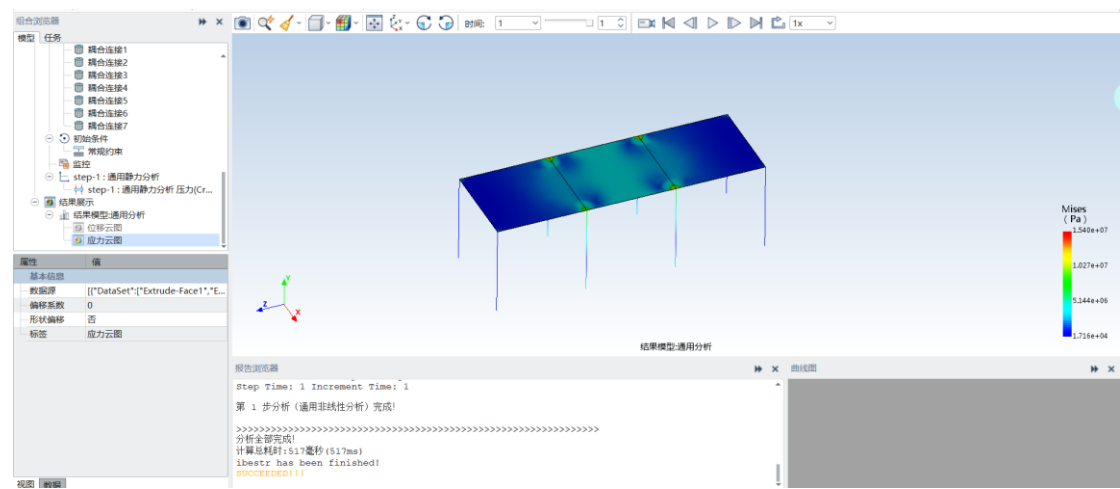 组合浏览器
模型 任务
耦合连接1
耦合连接2
耦合连接3
耦合连接4
耦合连接5
耦合连接6
耦合连接7
初始条件
常规约束
监控
step-1 : 通用静力分析
step-1 : 通用静力分析 压力(Cr...
结果展示
结果模型:通用分析
位移云图
应力云图
属性 值
基本信息
数据源 [{"DataSet":["Extrude-Face1","E...
偏移系数 0
形状偏移 否
标签 应力云图
视图 数据
时间: 1 1 1x
Y
Z
X
Mises
( Pa )
1.540e+07
1.027e+07
5.144e+06
1.716e+04
结果模型:通用分析
报告浏览器
Step Time: 1 Increment Time: 1
第 1 步分析（通用非线性分析）完成!
>>>>>>>>>>>>>>>>>>>>>>>>>>>>>>>>>>>>>>>>>>>>>>>>>>>>>>>>>>>>>>>>
分析全部完成!
计算总耗时:517毫秒(517ms)
ibestr has been finished!
SUCCEEDED!!!
曲线图